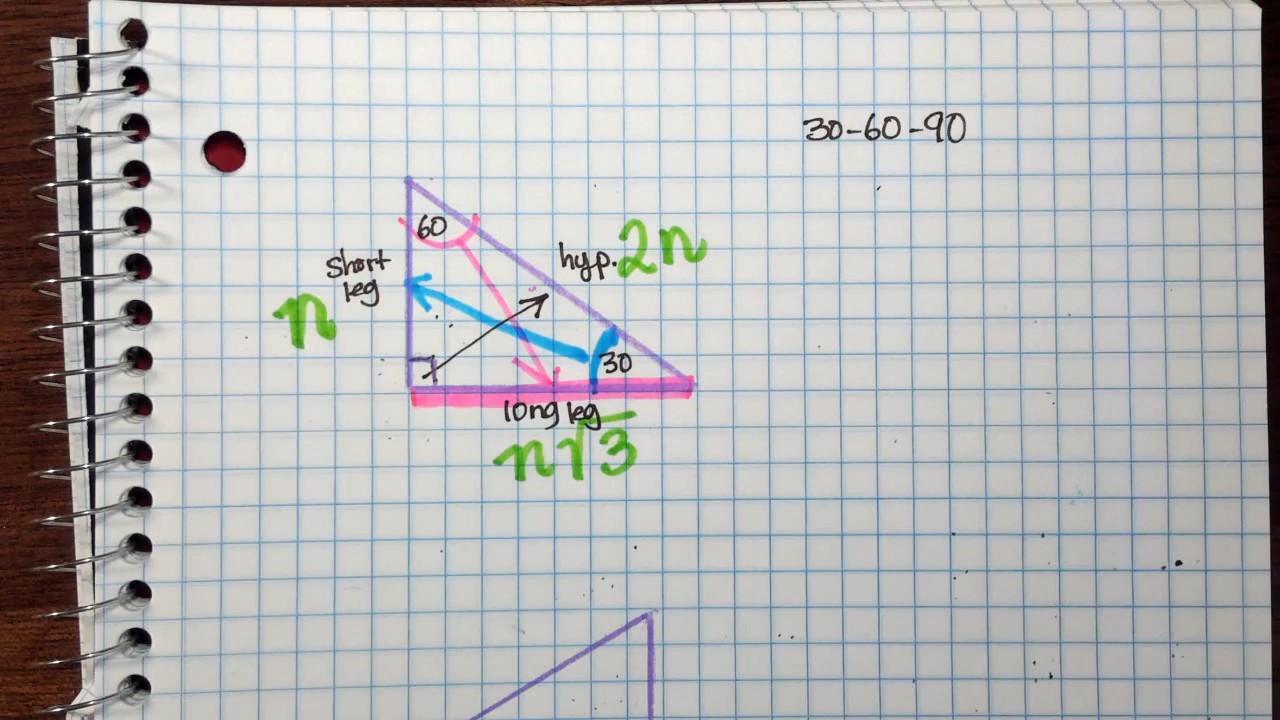 30-60-90
60
short
leg
n
hyp. 2n
30
long leg
n√3